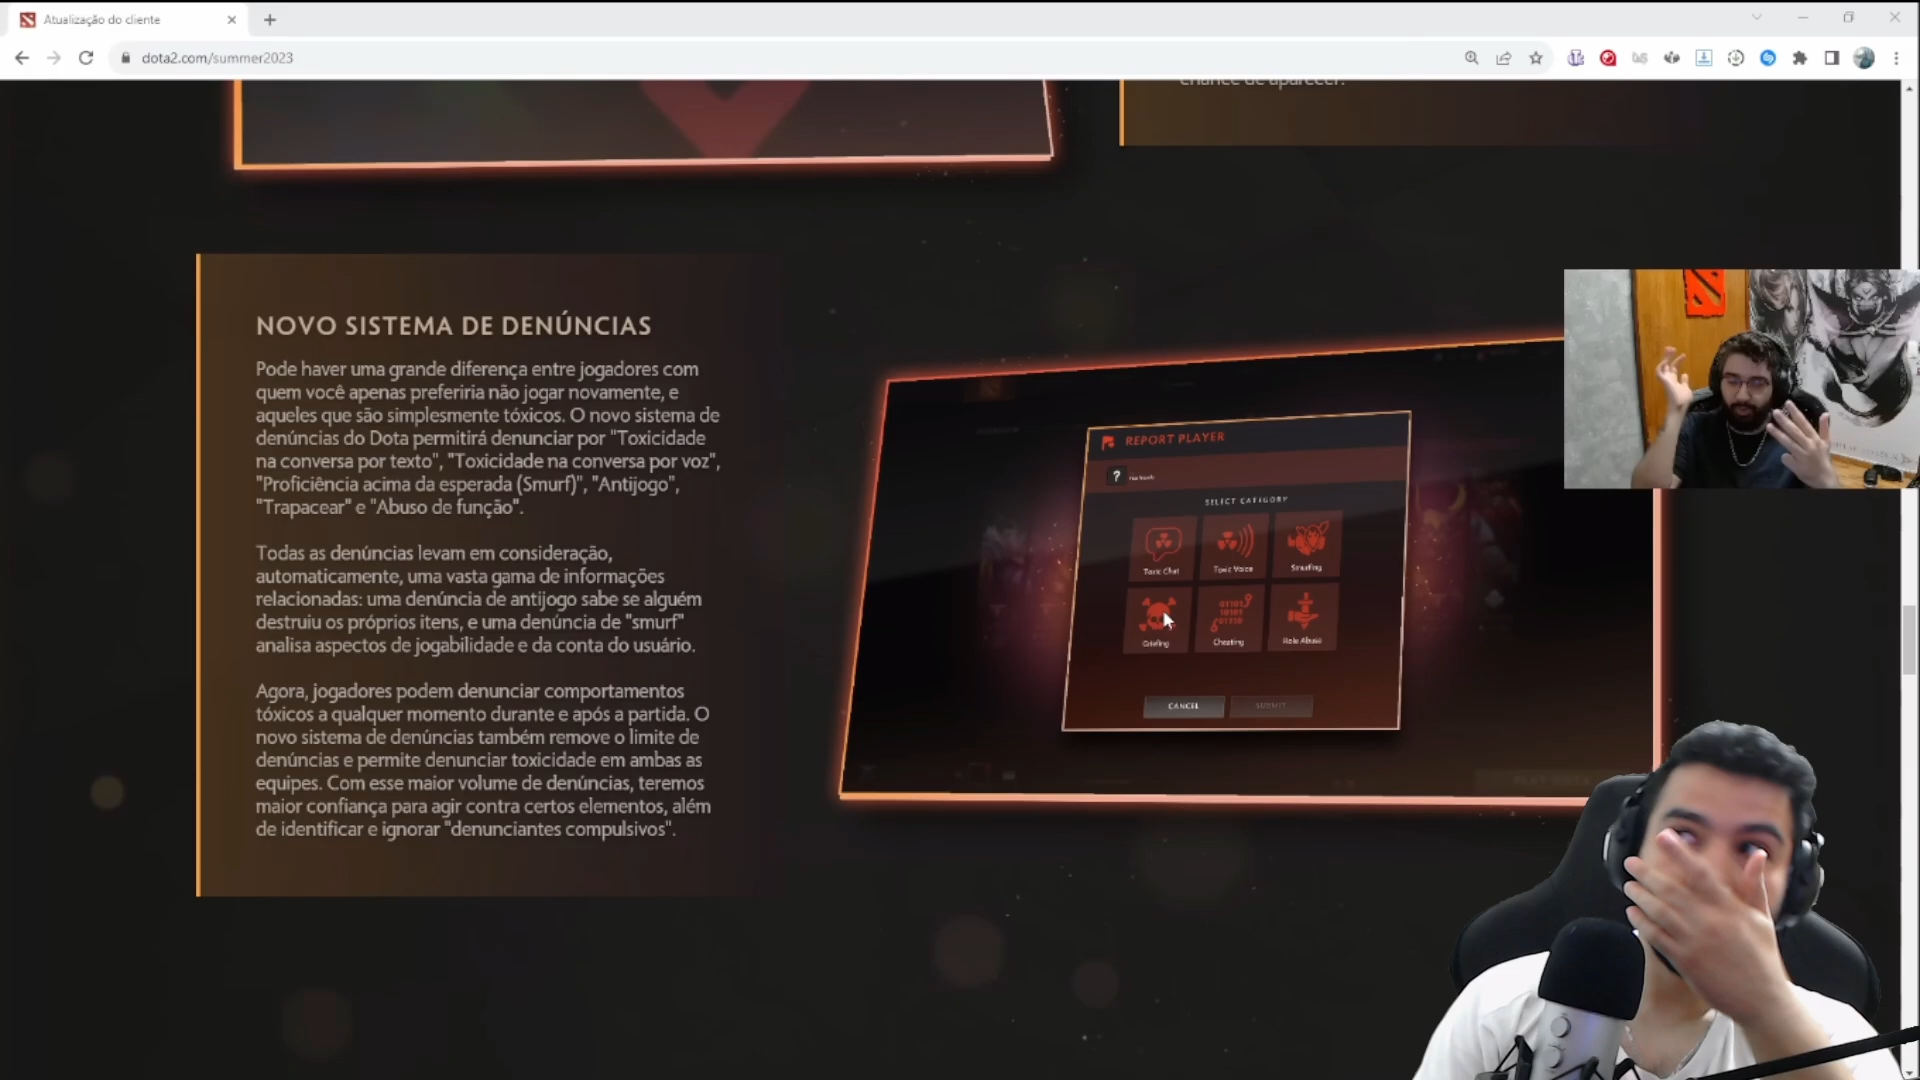 Atualização do cliente
dota2.com/summer2023
chance de aparecer.
NOVO SISTEMA DE DENÚNCIAS
Pode haver uma grande diferença entre jogadores com
quem você apenas preferiria não jogar novamente, e
aqueles que são simplesmente tóxicos. O novo sistema de
denúncias do Dota permitirá denunciar por "Toxicidade
na conversa por texto", "Toxicidade na conversa por voz",
"Proficiência acima da esperada (Smurf)", "Antijogo",
"Trapacear" e "Abuso de função".
Todas as denúncias levam em consideração,
automaticamente, uma vasta gama de informações
relacionadas: uma denúncia de antijogo sabe se alguém
destruiu os próprios itens, e uma denúncia de "smurf"
analisa aspectos de jogabilidade e da conta do usuário.
Agora, jogadores podem denunciar comportamentos
tóxicos a qualquer momento durante e após a partida. O
novo sistema de denúncias também remove o limite de
denúncias e permite denunciar toxicidade em ambas as
equipes. Com esse maior volume de denúncias, teremos
maior confiança para agir contra certos elementos, além
de identificar e ignorar "denunciantes compulsivos".
REPORT PLAYER
?
SELECT CATEGORY
Toxic Chat Toxic Voice Smurfing
01101
10101
01110
Griefing Cheating Role Abuse
CANCEL SUBMIT